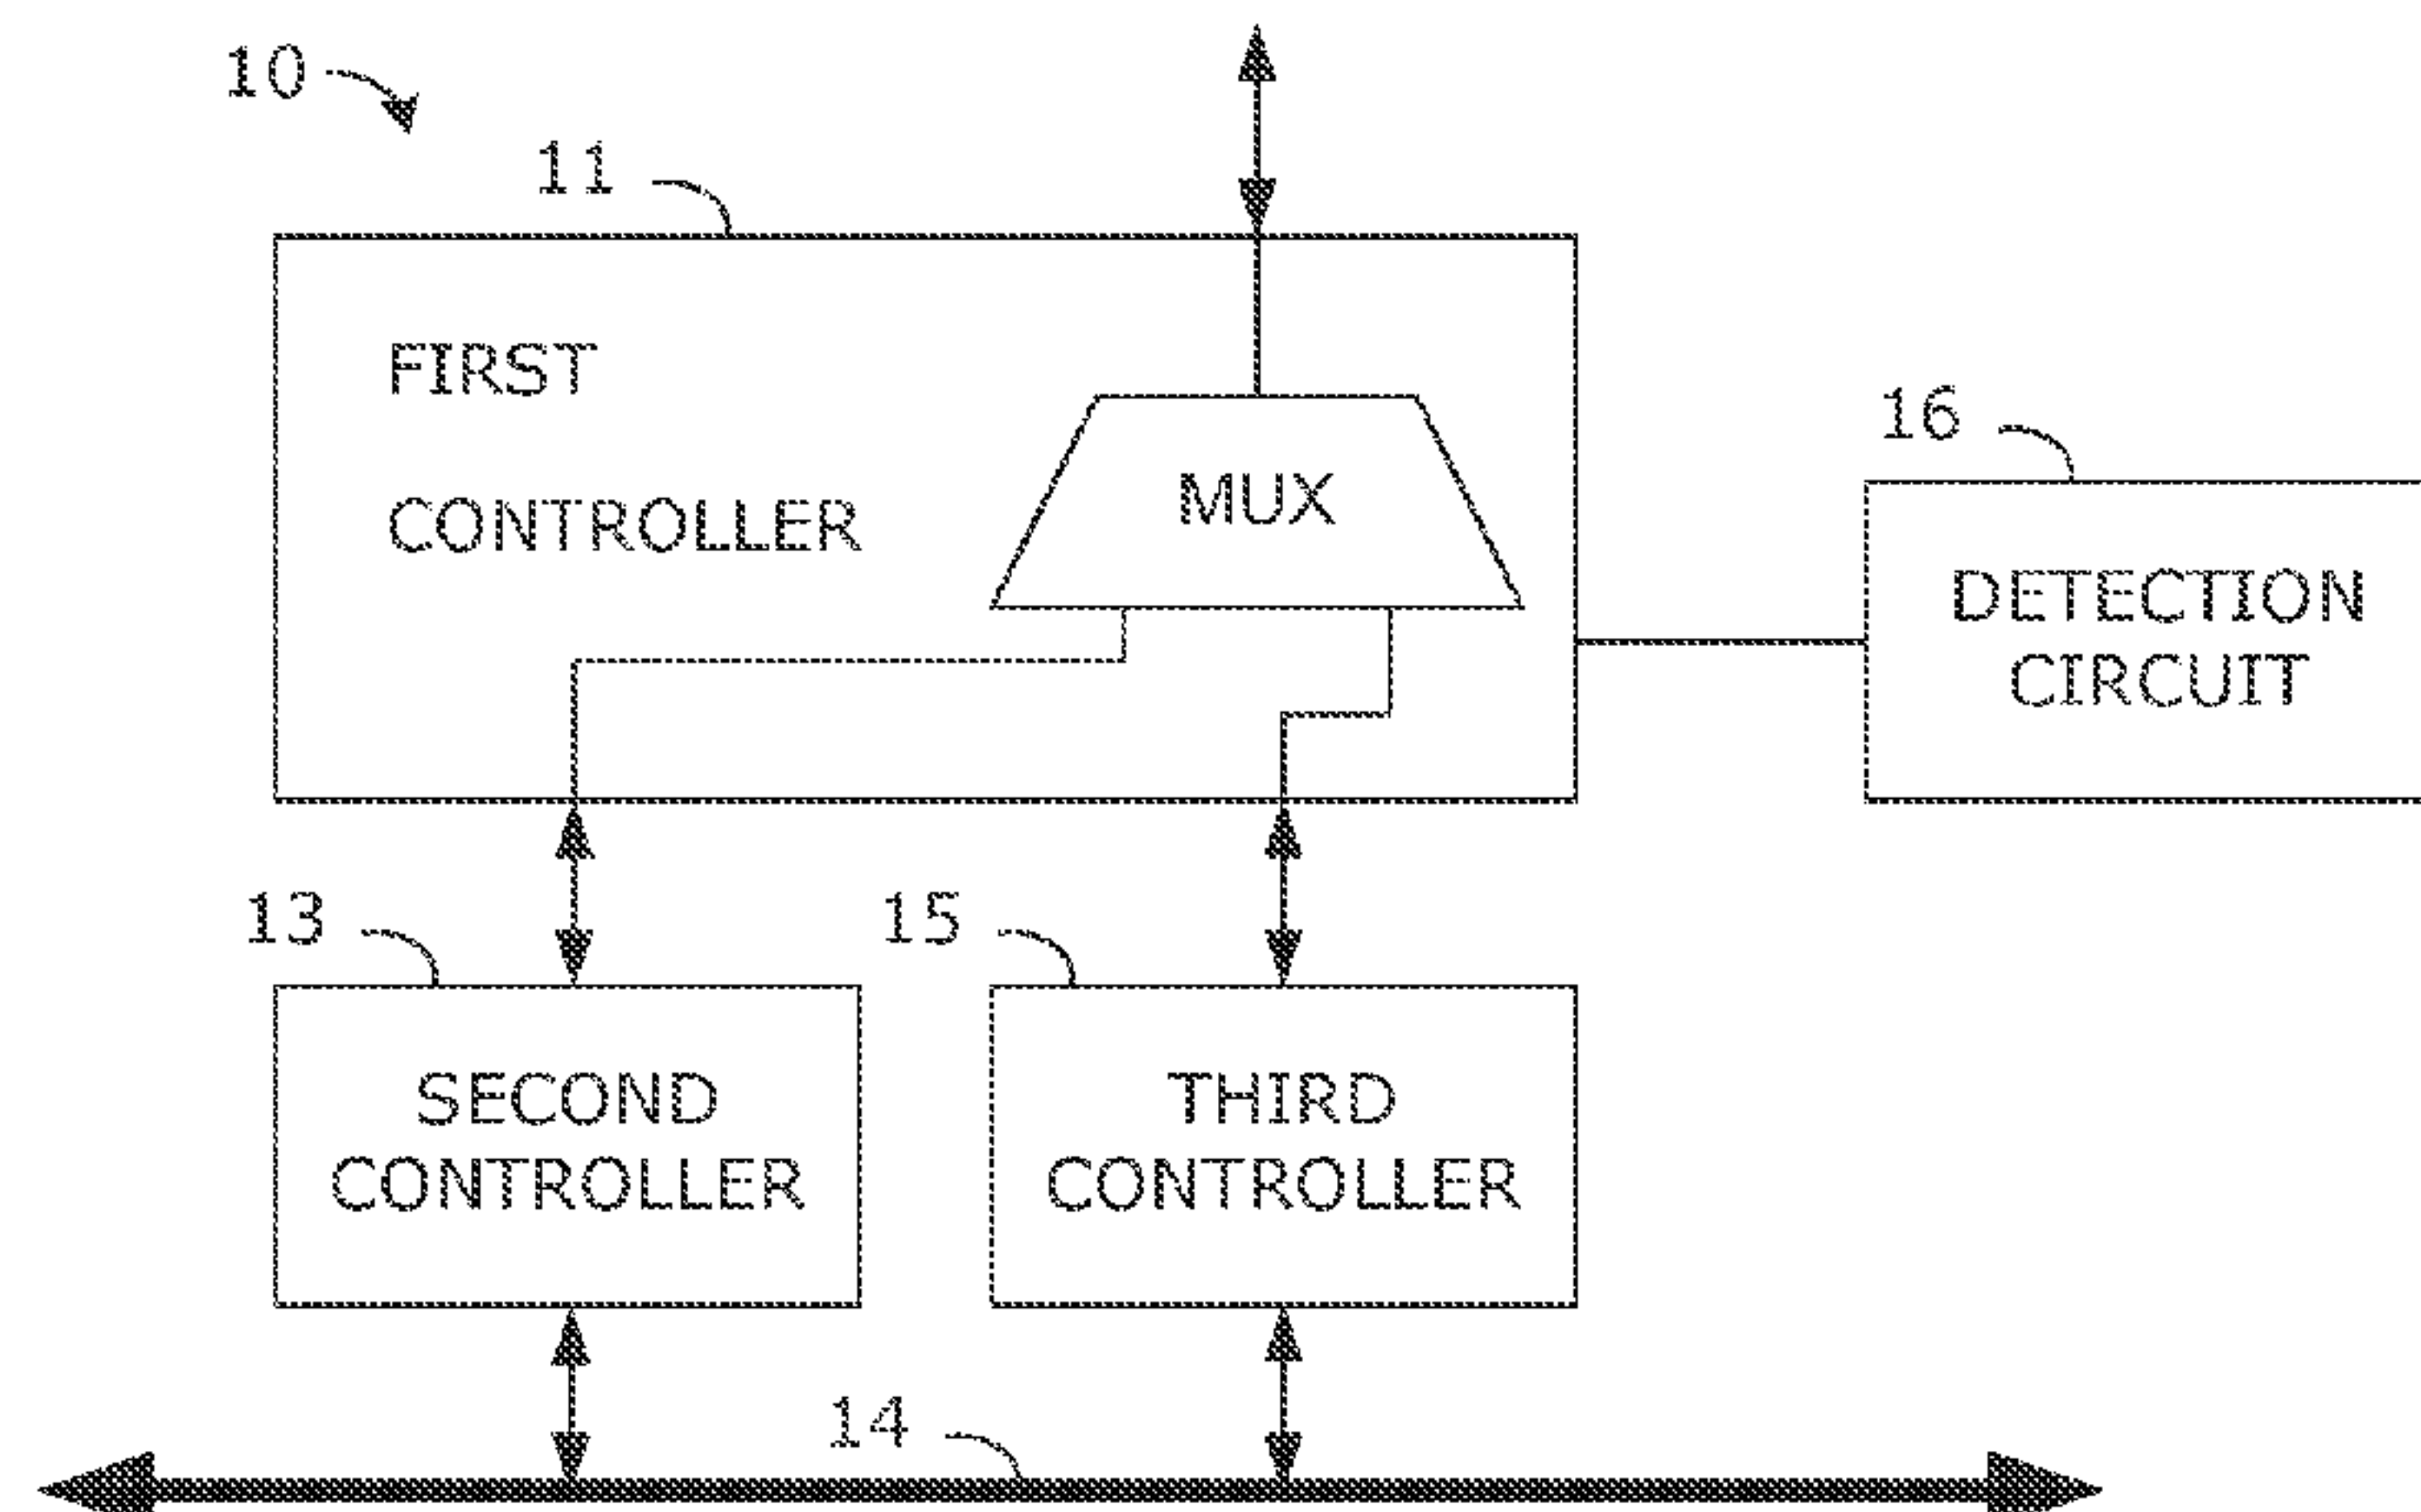 10
11
FIRST
CONTROLLER
MUX
16
DETECTION
CIRCUIT
13
15
SECOND
CONTROLLER
THIRD
CONTROLLER
14